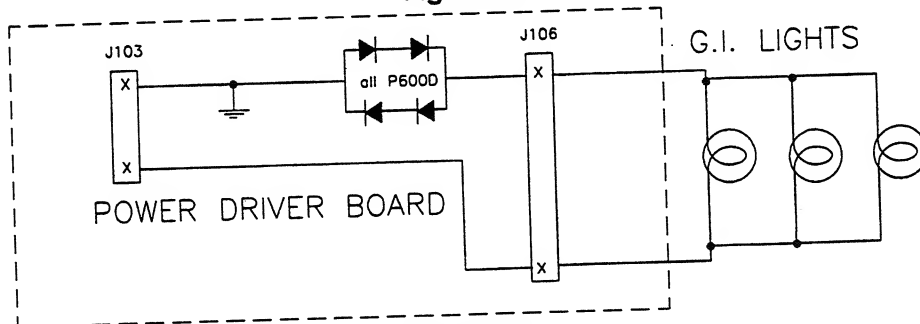 J103
J106
G.I. LIGHTS
X
X
all P600D
X
X
POWER DRIVER BOARD